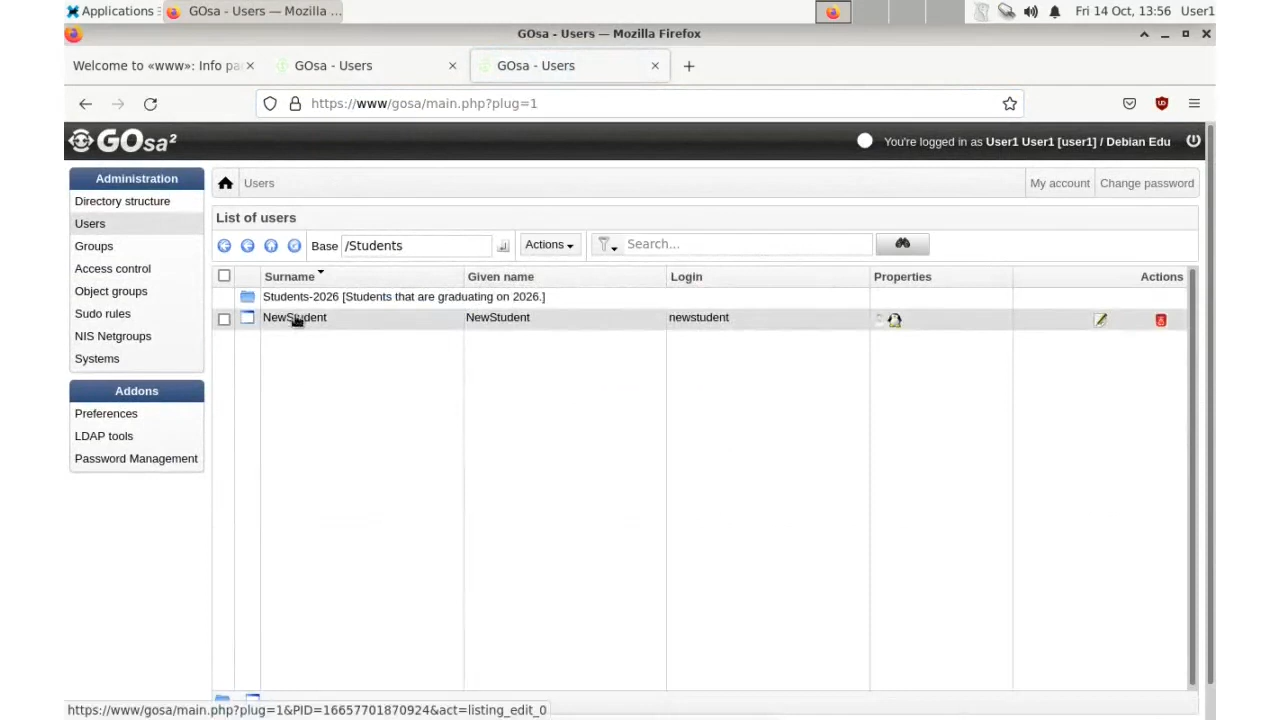 Applications
GOsa - Users — Mozilla ...
Fri 14 Oct, 13:56
User1
GOsa - Users — Mozilla Firefox
Welcome to «www»: Info pa
GOsa - Users
GOsa - Users
https://www/gosa/main.php?plug=1
GOsa²
You're logged in as User1 User1 [user1] / Debian Edu
Administration
Directory structure
Users
Groups
Access control
Object groups
Sudo rules
NIS Netgroups
Systems
Addons
Preferences
LDAP tools
Password Management
Users
My account
Change password
List of users
Base
/Students
Actions
Search...
Surname
Given name
Login
Properties
Actions
Students-2026 [Students that are graduating on 2026.]
NewStudent
NewStudent
newstudent
https://www/gosa/main.php?plug=1&PID=16657701870924&act=listing_edit_0